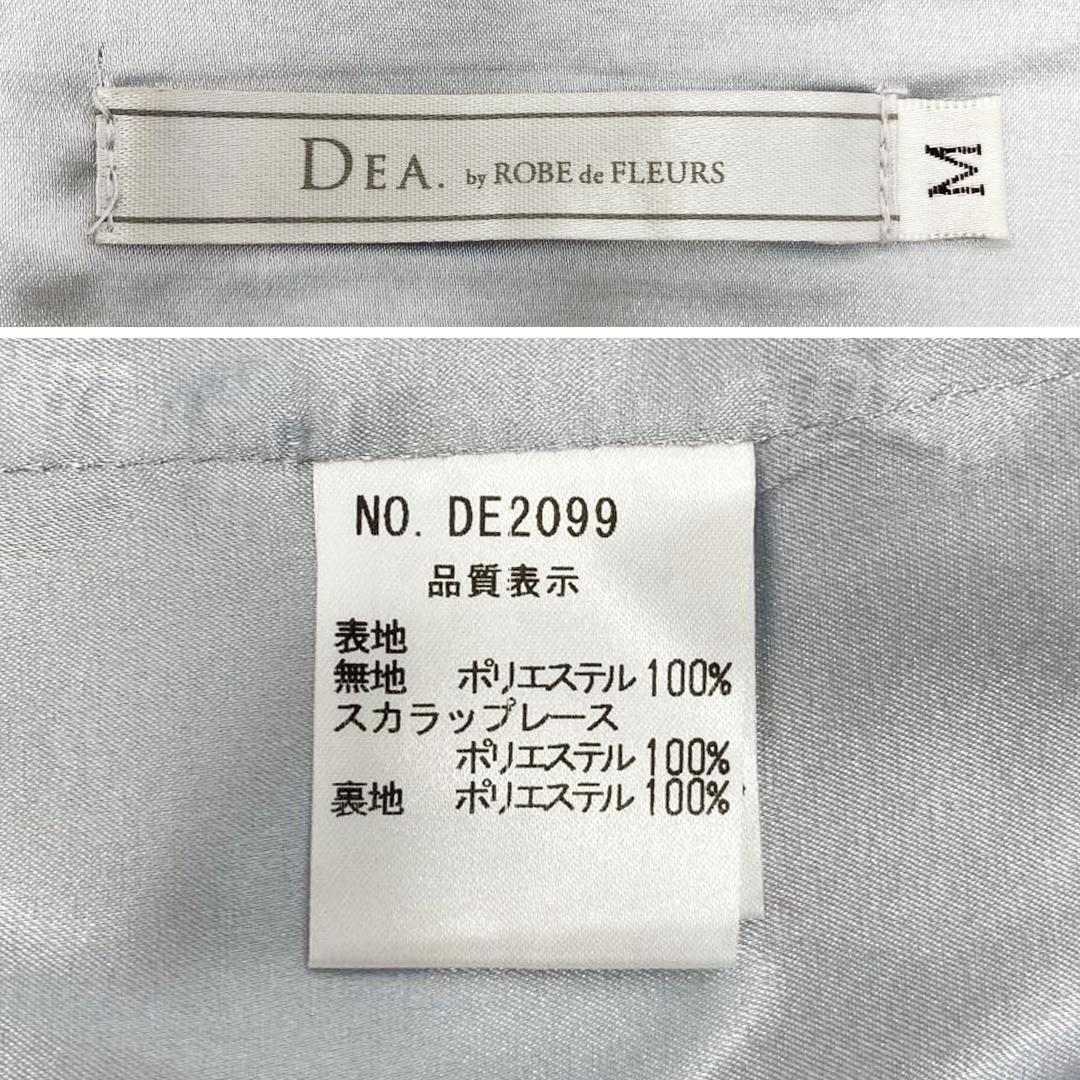 DEA. by ROBE de FLEURS
M
NO. DE2099
品質表示
表地
無地 ポリエステル100%
スカラップレース
ポリエステル100%
裏地 ポリエステル100%